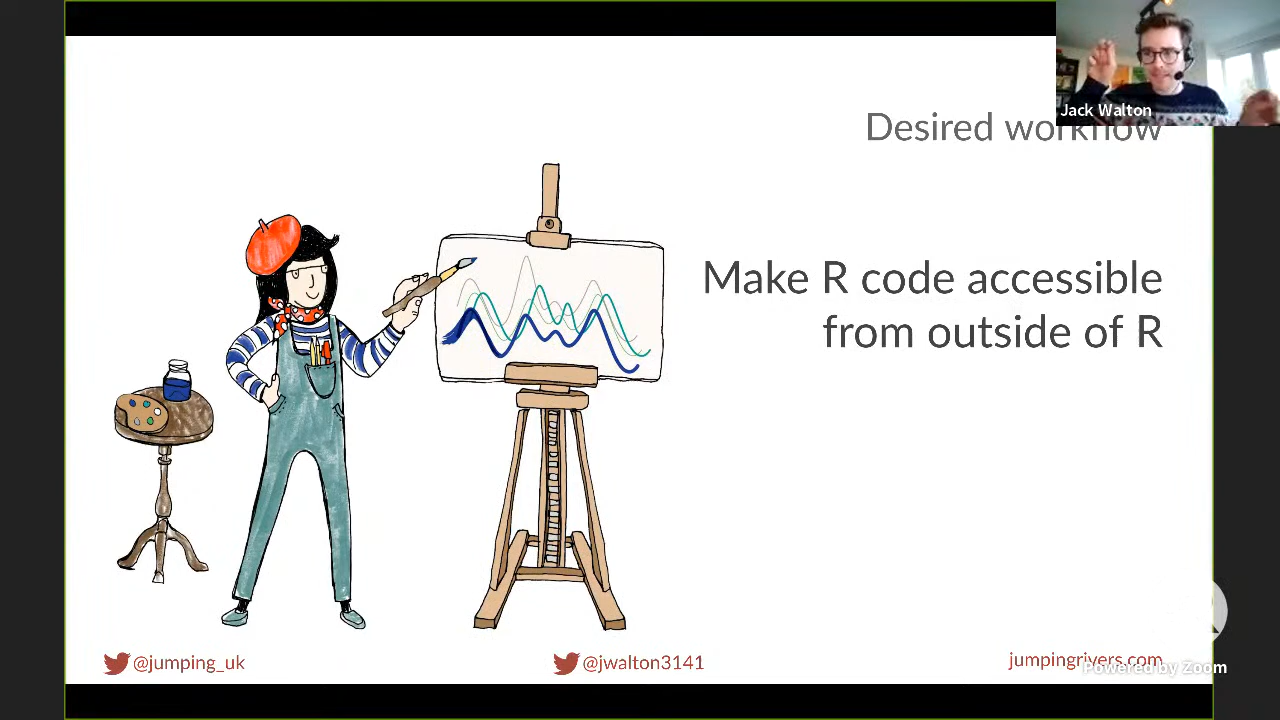 Jack Walton
Desired workflow
Make R code accessible
from outside of R
@jumping_uk
@jwalton3141
jumpingrivers.com
Powered by Zoom